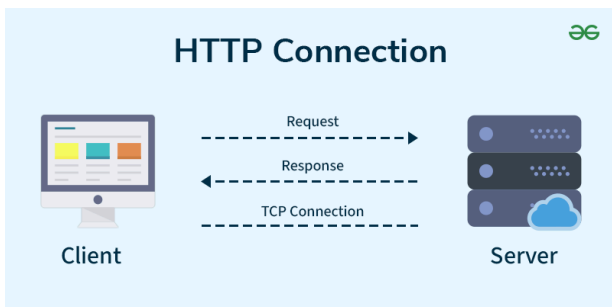 HTTP Connection
Request
Response
TCP Connection
Client
Server